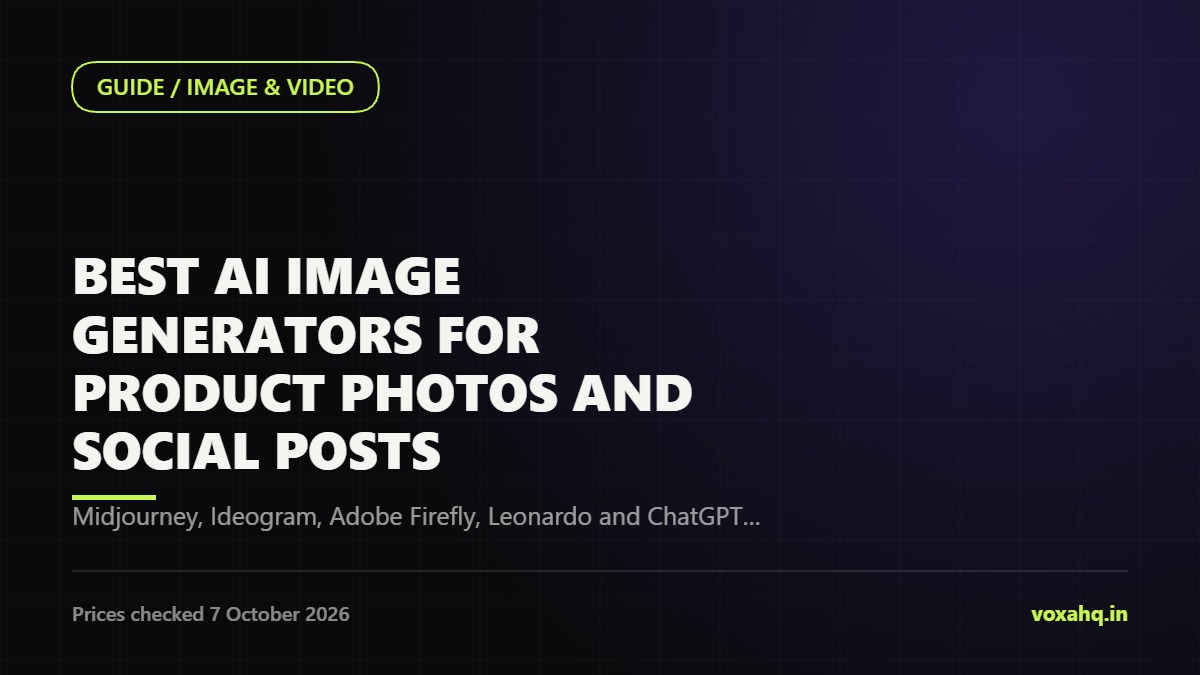 GUIDE / IMAGE & VIDEO
BEST AI IMAGE
GENERATORS FOR
PRODUCT PHOTOS AND
SOCIAL POSTS
Midjourney, Ideogram, Adobe Firefly, Leonardo and ChatGPT...
Prices checked 7 October 2026
voxahq.in